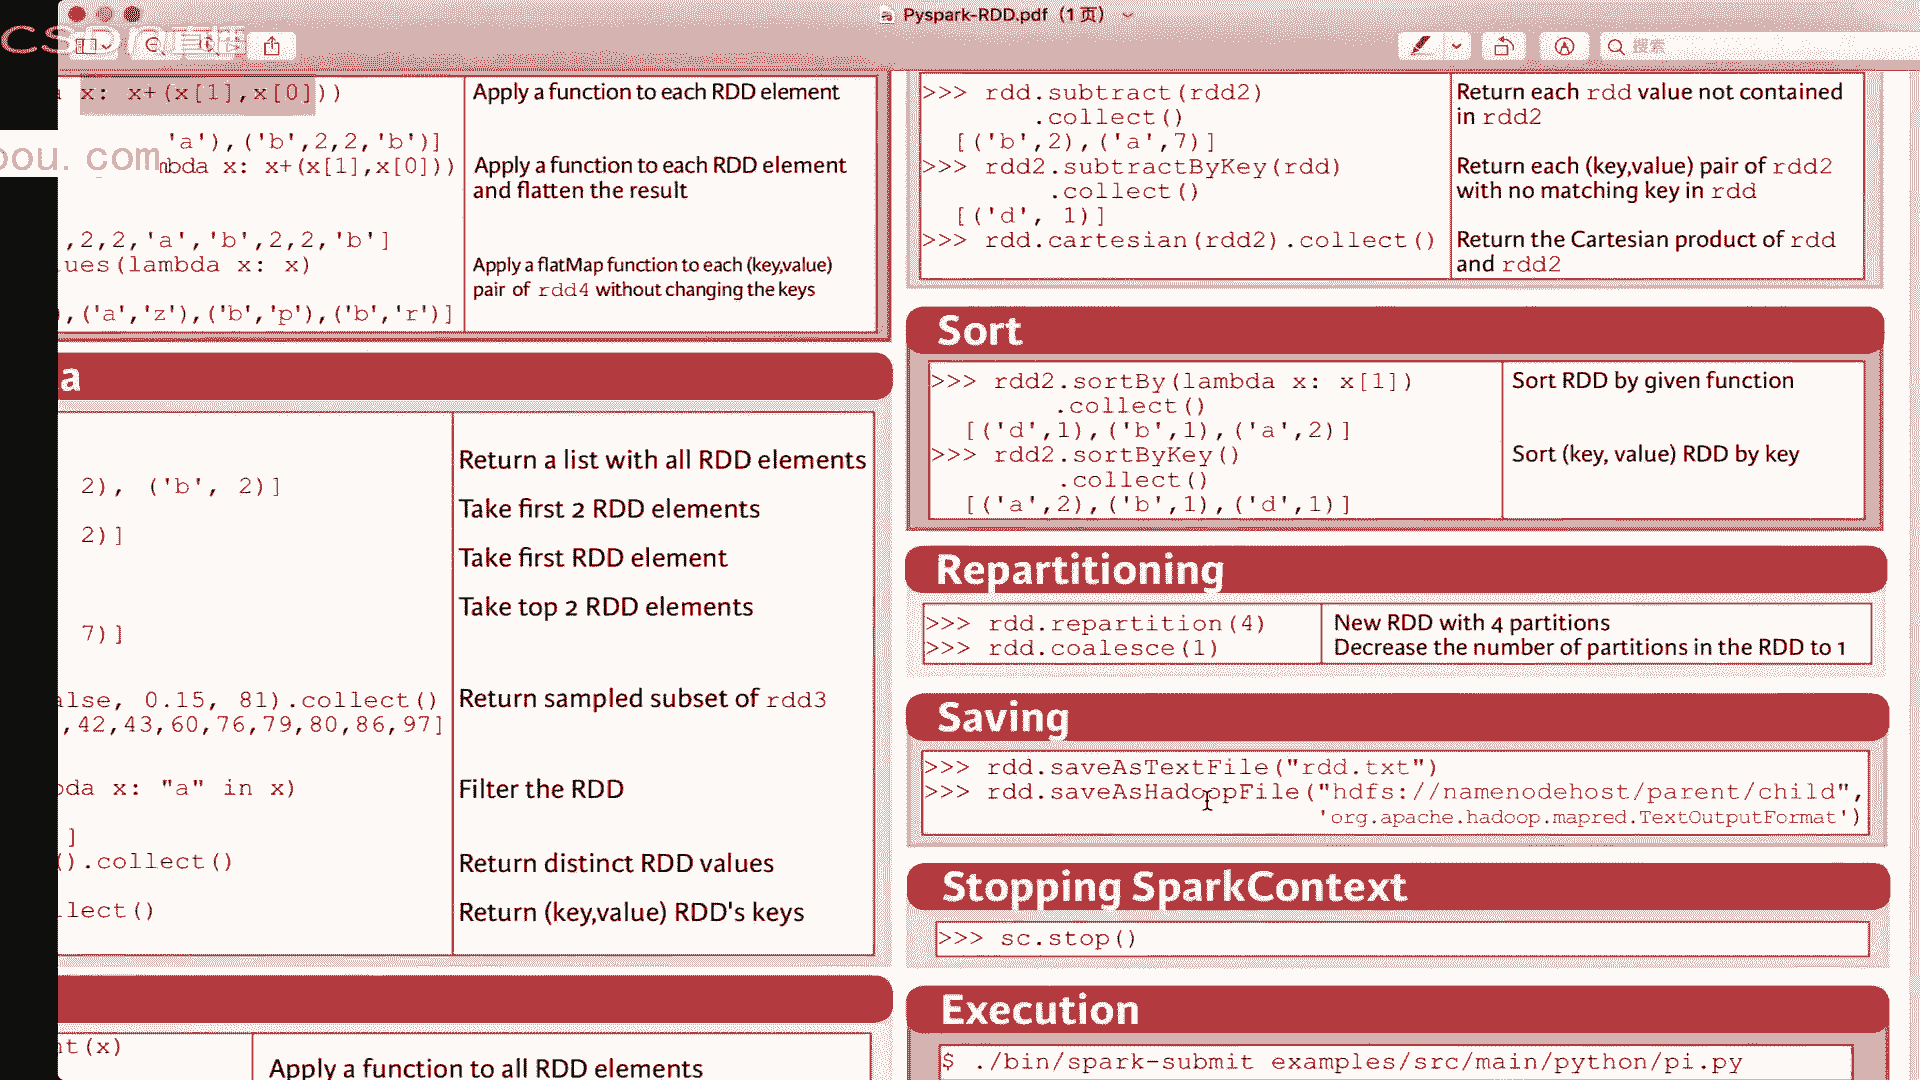 Pyspark-RDD.pdf (1 页)
CSDN
搜索
x: x+(x[1],x[0]))
Apply a function to each RDD element
'a'),('b',2,2,'b')]
ou.com
bda x: x+(x[1],x[0]))
Apply a function to each RDD element
and flatten the result
,2,2,'a','b',2,2,'b']
ues(lambda x: x)
Apply a flatMap function to each (key,value)
pair of rdd4 without changing the keys
),('a','z'),('b','p'),('b','r')]
a
Return a list with all RDD elements
2), ('b', 2)]
Take first 2 RDD elements
2)]
Take first RDD element
Take top 2 RDD elements
7)]
alse, 0.15, 81).collect()
Return sampled subset of rdd3
,42,43,60,76,79,80,86,97]
bda x: "a" in x)
Filter the RDD
]
().collect()
Return distinct RDD values
llect()
Return (key,value) RDD's keys
nt(x)
Apply a function to all RDD elements
>>> rdd.subtract(rdd2)
Return each rdd value not contained
.collect()
in rdd2
[('b',2),('a',7)]
>>> rdd2.subtractByKey(rdd)
Return each (key,value) pair of rdd2
.collect()
with no matching key in rdd
[('d', 1)]
>>> rdd.cartesian(rdd2).collect()
Return the Cartesian product of rdd
and rdd2
Sort
>>> rdd2.sortBy(lambda x: x[1])
Sort RDD by given function
.collect()
[('d',1),('b',1),('a',2)]
>>> rdd2.sortByKey()
Sort (key, value) RDD by key
.collect()
[('a',2),('b',1),('d',1)]
Repartitioning
>>> rdd.repartition(4)
New RDD with 4 partitions
>>> rdd.coalesce(1)
Decrease the number of partitions in the RDD to 1
Saving
>>> rdd.saveAsTextFile("rdd.txt")
>>> rdd.saveAsHadoopFile("hdfs://namenodehost/parent/child",
'org.apache.hadoop.mapred.TextOutputFormat')
Stopping SparkContext
>>> sc.stop()
Execution
$ ./bin/spark-submit examples/src/main/python/pi.py